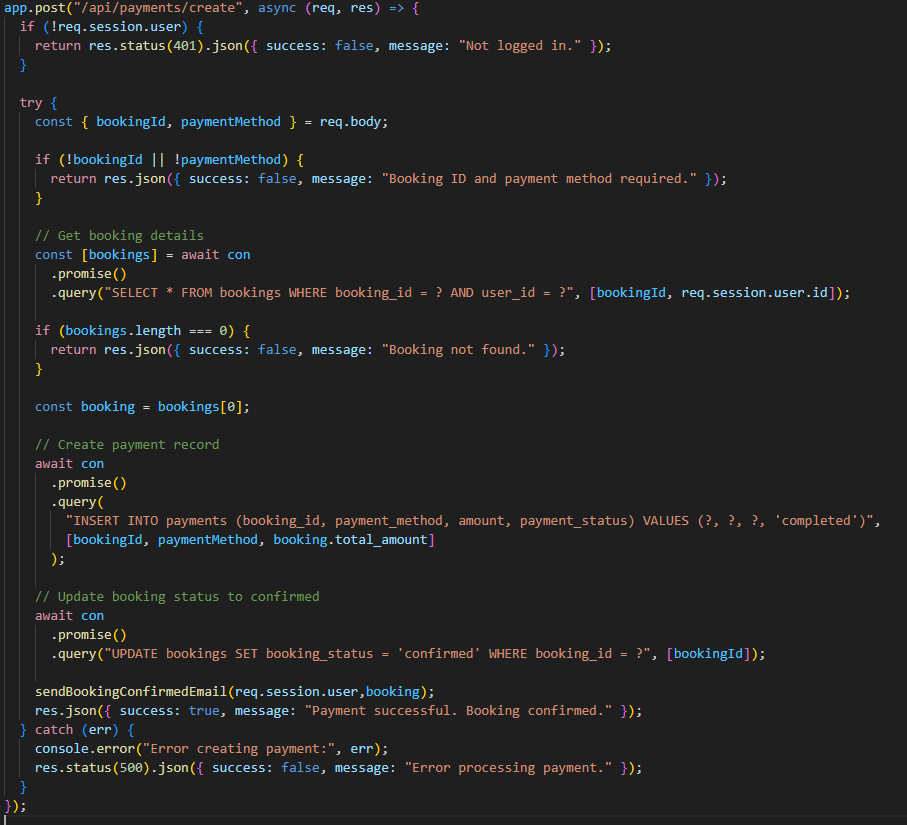 app.post("/api/payments/create", async (req, res) => {
  if (!req.session.user) {
    return res.status(401).json({ success: false, message: "Not logged in." });
  }

  try {
    const { bookingId, paymentMethod } = req.body;

    if (!bookingId || !paymentMethod) {
      return res.json({ success: false, message: "Booking ID and payment method required." });
    }

    // Get booking details
    const [bookings] = await con
      .promise()
      .query("SELECT * FROM bookings WHERE booking_id = ? AND user_id = ?", [bookingId, req.session.user.id]);

    if (bookings.length === 0) {
      return res.json({ success: false, message: "Booking not found." });
    }

    const booking = bookings[0];

    // Create payment record
    await con
      .promise()
      .query(
        "INSERT INTO payments (booking_id, payment_method, amount, payment_status) VALUES (?, ?, ?, 'completed')",
        [bookingId, paymentMethod, booking.total_amount]
      );

    // Update booking status to confirmed
    await con
      .promise()
      .query("UPDATE bookings SET booking_status = 'confirmed' WHERE booking_id = ?", [bookingId]);

    sendBookingConfirmedEmail(req.session.user,booking);
    res.json({ success: true, message: "Payment successful. Booking confirmed." });
  } catch (err) {
    console.error("Error creating payment:", err);
    res.status(500).json({ success: false, message: "Error processing payment." });
  }
});